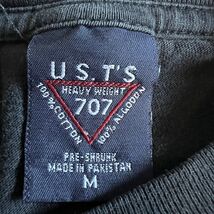 U.S.T'S
HEAVY WEIGHT
707
100% COTTON
100% ALGODON
PRE-SHRUNK
MADE IN PAKISTAN
M